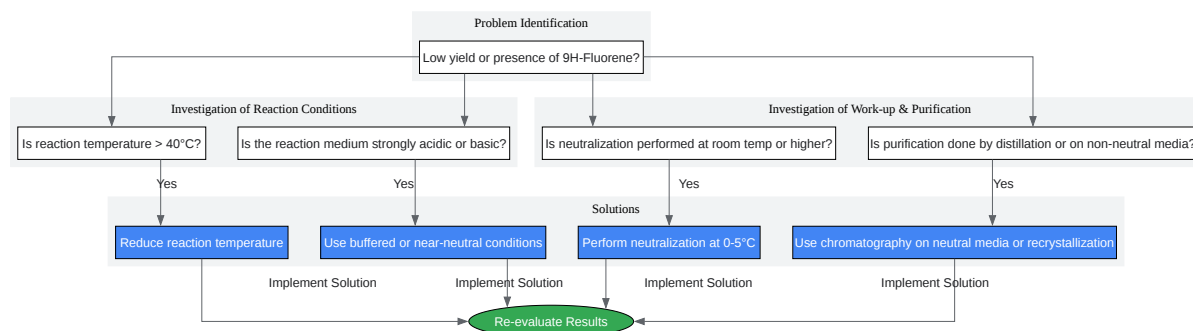 Problem Identification
Low yield or presence of 9H-Fluorene?
Investigation of Reaction Conditions
Investigation of Work-up & Purification
Is reaction temperature > 40°C?
Is the reaction medium strongly acidic or basic?
Is neutralization performed at room temp or higher?
Is purification done by distillation or on non-neutral media?
Yes
Yes
Yes
Yes
Solutions
Reduce reaction temperature
Use buffered or near-neutral conditions
Perform neutralization at 0-5°C
Use chromatography on neutral media or recrystallization
Implement Solution
Implement Solution
Implement Solution
Implement Solution
Re-evaluate Results